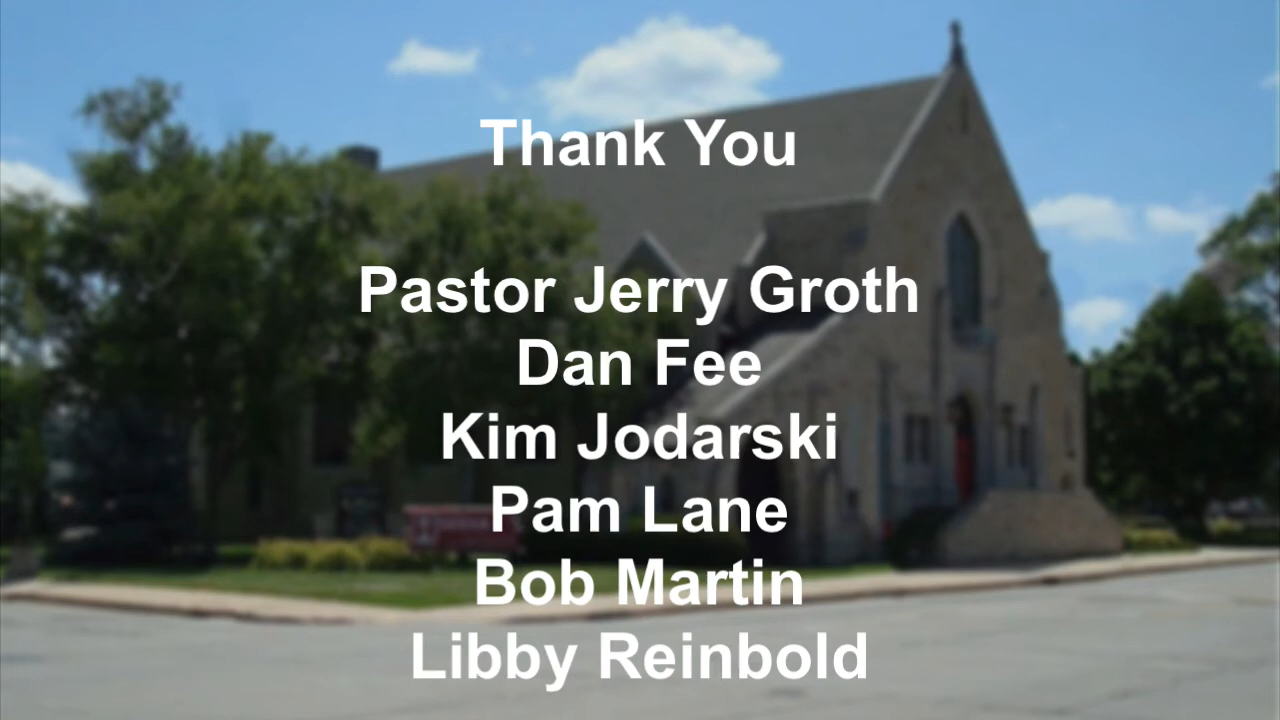 Thank You
Pastor Jerry Groth
Dan Fee
Kim Jodarski
Pam Lane
Bob Martin
Libby Reinbold